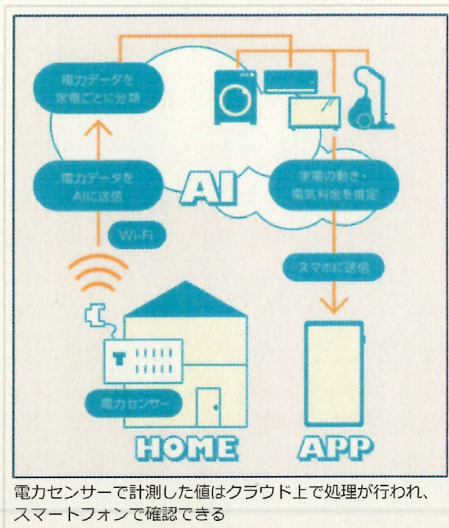 電力データを
家電ごとに分類
電力データを
AIに送信
Wi-Fi
AI
家電の動き・
電気料金を推定
スマホに送信
電力センサー
HOME
APP
電力センサーで計測した値はクラウド上で処理が行われ、
スマートフォンで確認できる